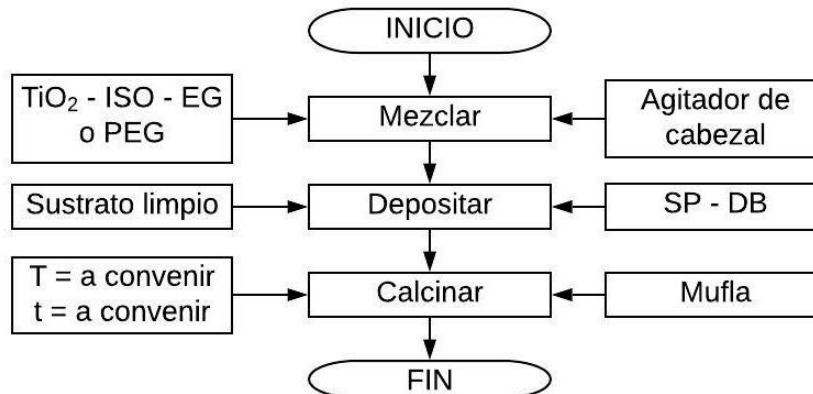 INICIO
TiO₂ - ISO - EG
o PEG
Mezclar
Agitador de
cabezal
Sustrato limpio
Depositar
SP - DB
T = a convenir
t = a convenir
Calcinar
Mufla
FIN